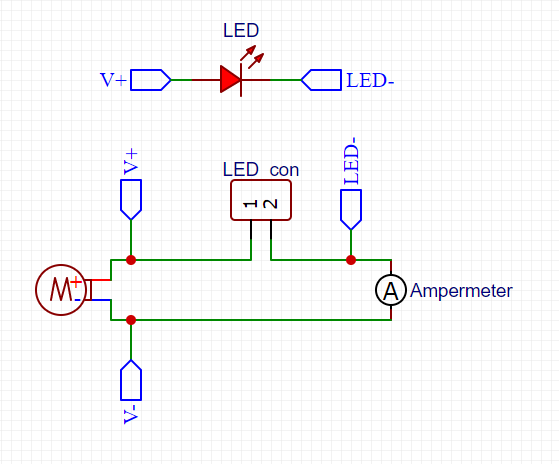 LED
V+
LED-
V+
LED con
LED-
1
2
M
+
-
A
Ampermeter
V-